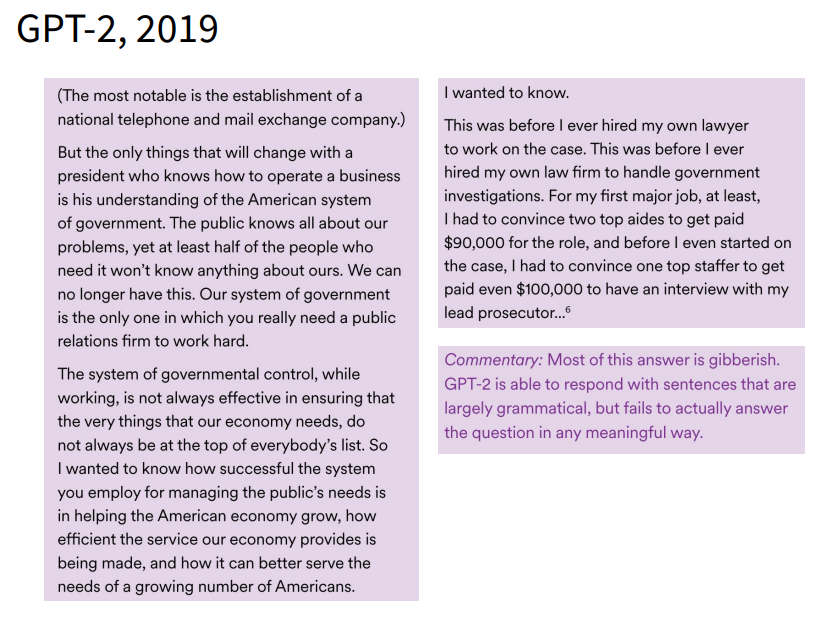 GPT-2, 2019
(The most notable is the establishment of a
national telephone and mail exchange company.)
But the only things that will change with a
president who knows how to operate a business
is his understanding of the American system
of government. The public knows all about our
problems, yet at least half of the people who
need it won’t know anything about ours. We can
no longer have this. Our system of government
is the only one in which you really need a public
relations firm to work hard.
The system of governmental control, while
working, is not always effective in ensuring that
the very things that our economy needs, do
not always be at the top of everybody’s list. So
I wanted to know how successful the system
you employ for managing the public’s needs is
in helping the American economy grow, how
efficient the service our economy provides is
being made, and how it can better serve the
needs of a growing number of Americans.
I wanted to know.
This was before I ever hired my own lawyer
to work on the case. This was before I ever
hired my own law firm to handle government
investigations. For my first major job, at least,
I had to convince two top aides to get paid
$90,000 for the role, and before I even started on
the case, I had to convince one top staffer to get
paid even $100,000 to have an interview with my
lead prosecutor...⁶
Commentary: Most of this answer is gibberish.
GPT-2 is able to respond with sentences that are
largely grammatical, but fails to actually answer
the question in any meaningful way.